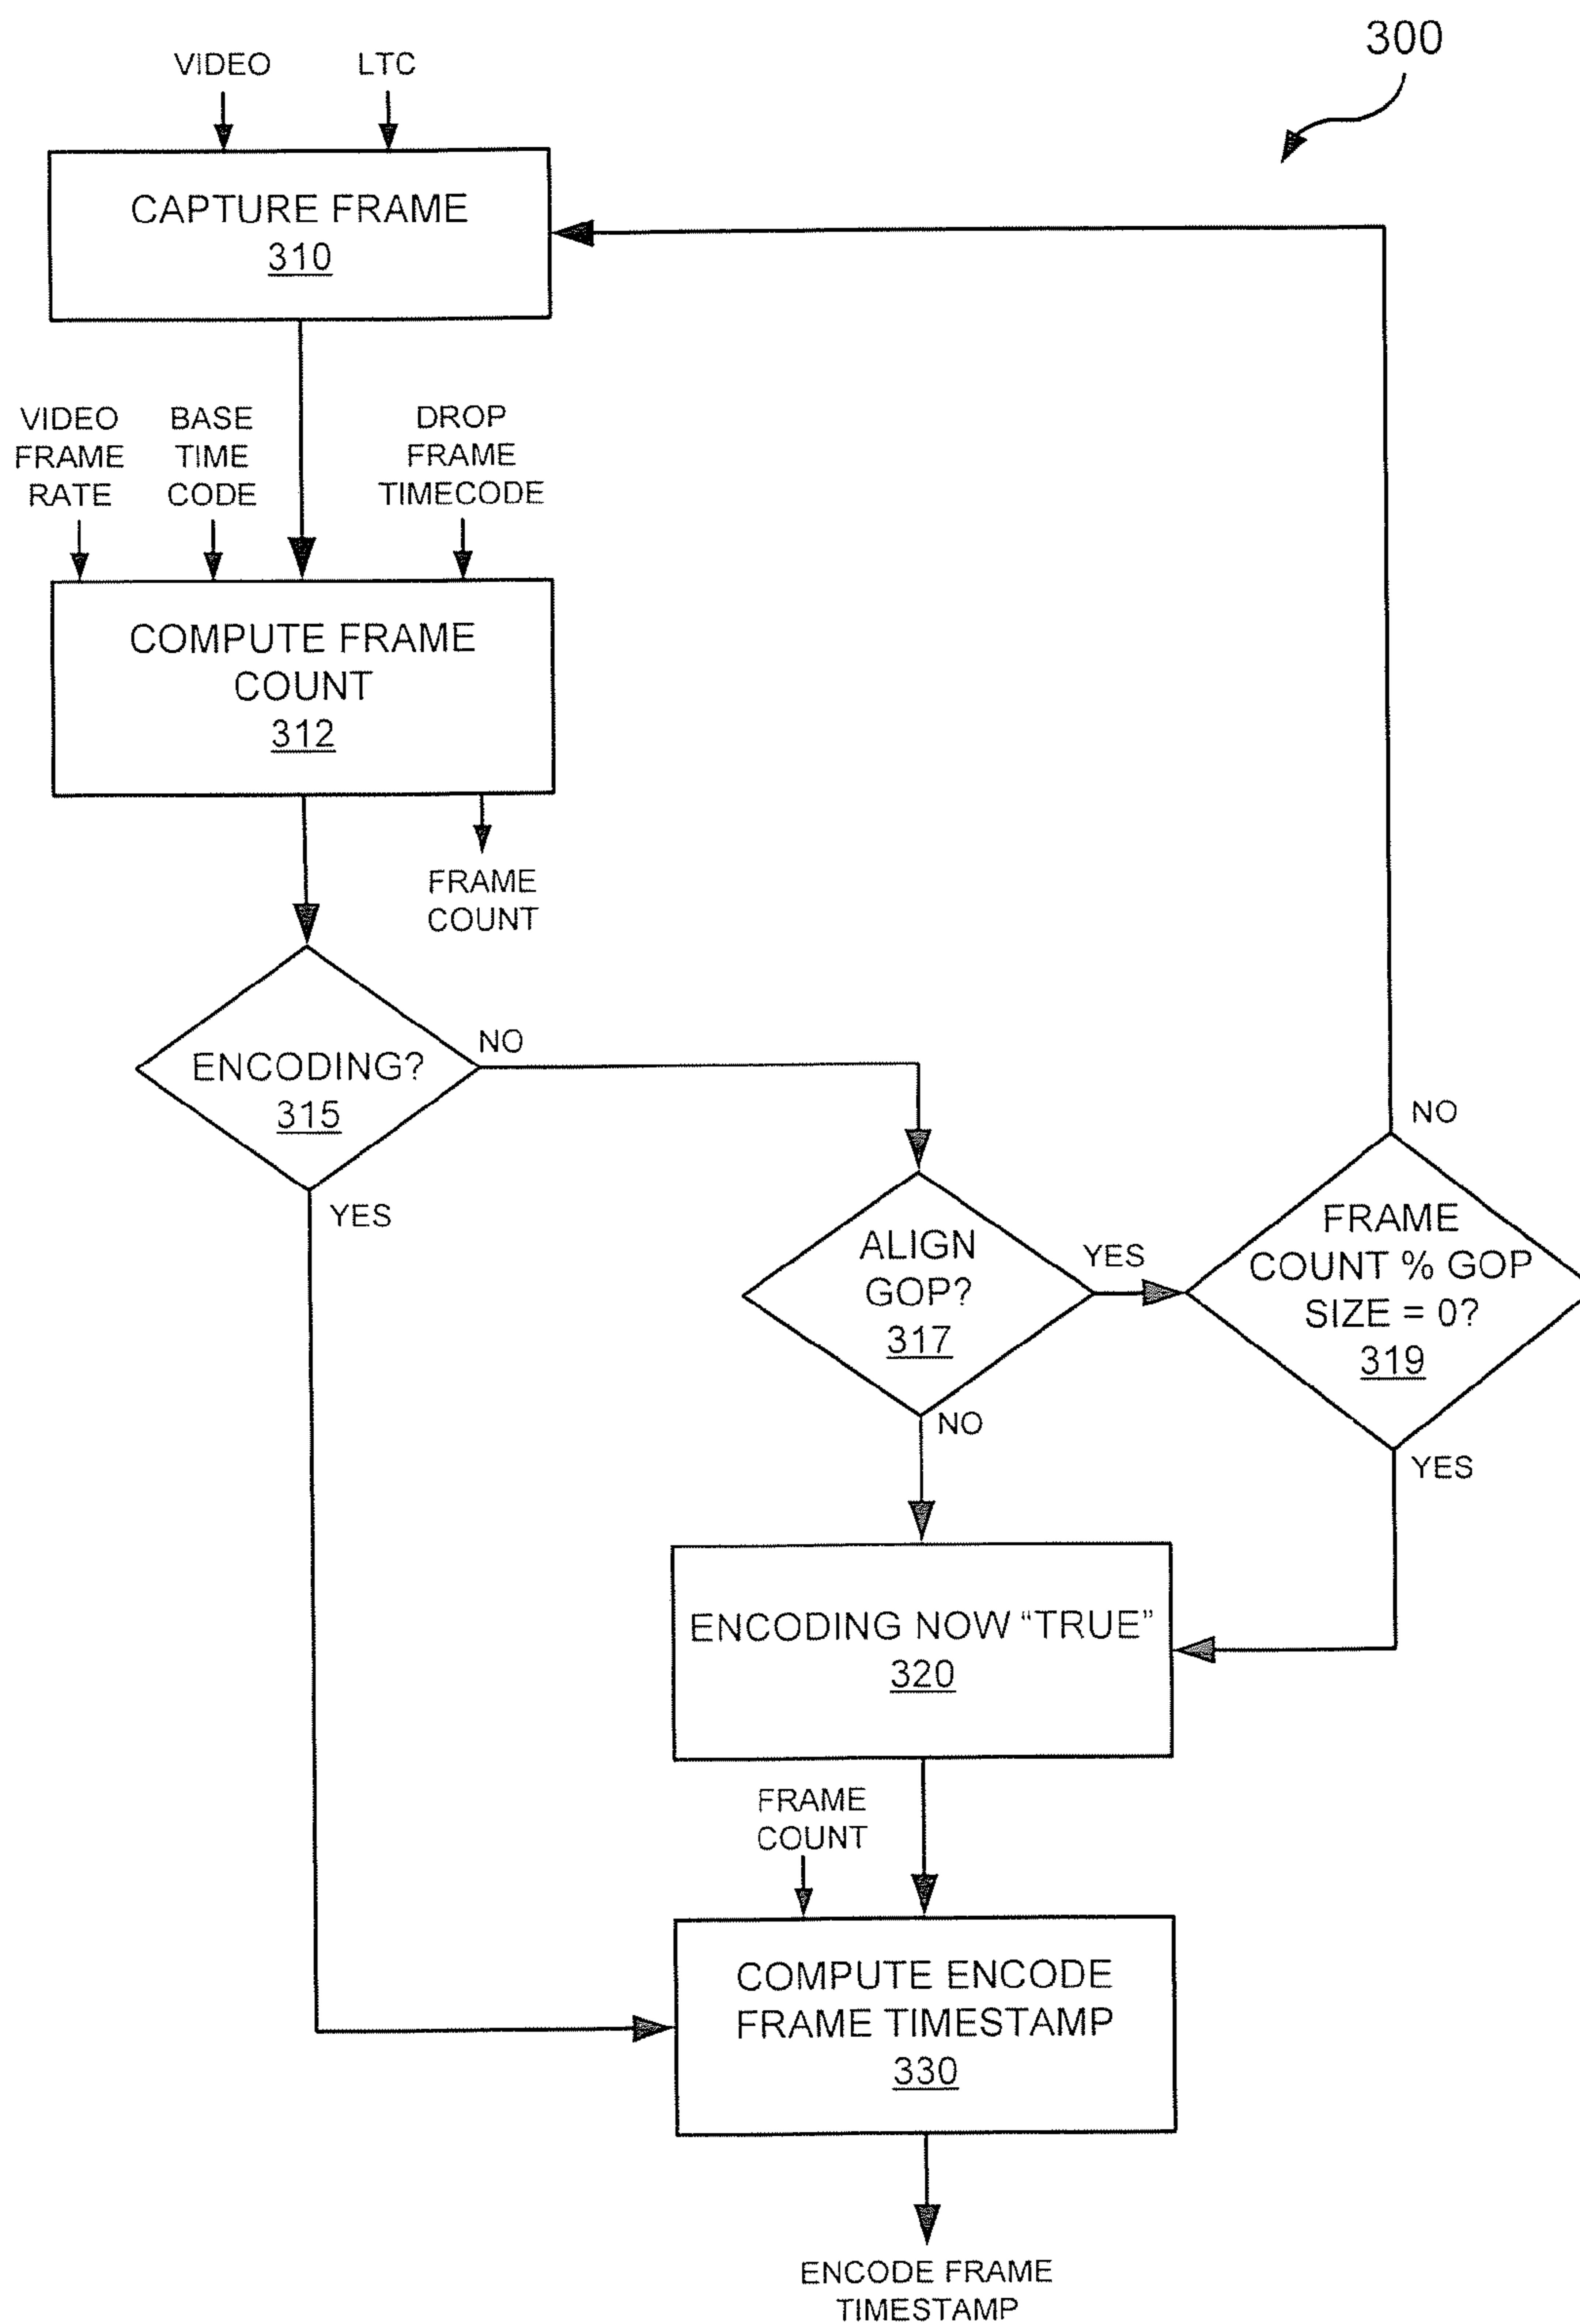 300
VIDEO
LTC
CAPTURE FRAME
310
VIDEO
FRAME
RATE
BASE
TIME
CODE
DROP
FRAME
TIMECODE
COMPUTE FRAME
COUNT
312
FRAME
COUNT
ENCODING?
315
NO
YES
ALIGN
GOP?
317
YES
NO
FRAME
COUNT % GOP
SIZE = 0?
319
NO
YES
ENCODING NOW “TRUE”
320
FRAME
COUNT
COMPUTE ENCODE
FRAME TIMESTAMP
330
ENCODE FRAME
TIMESTAMP